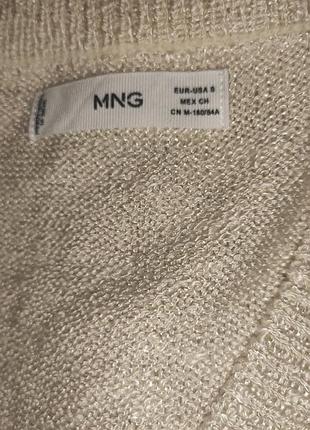 MNG
EUR-USA S
MEX CH
CN M-160/84A